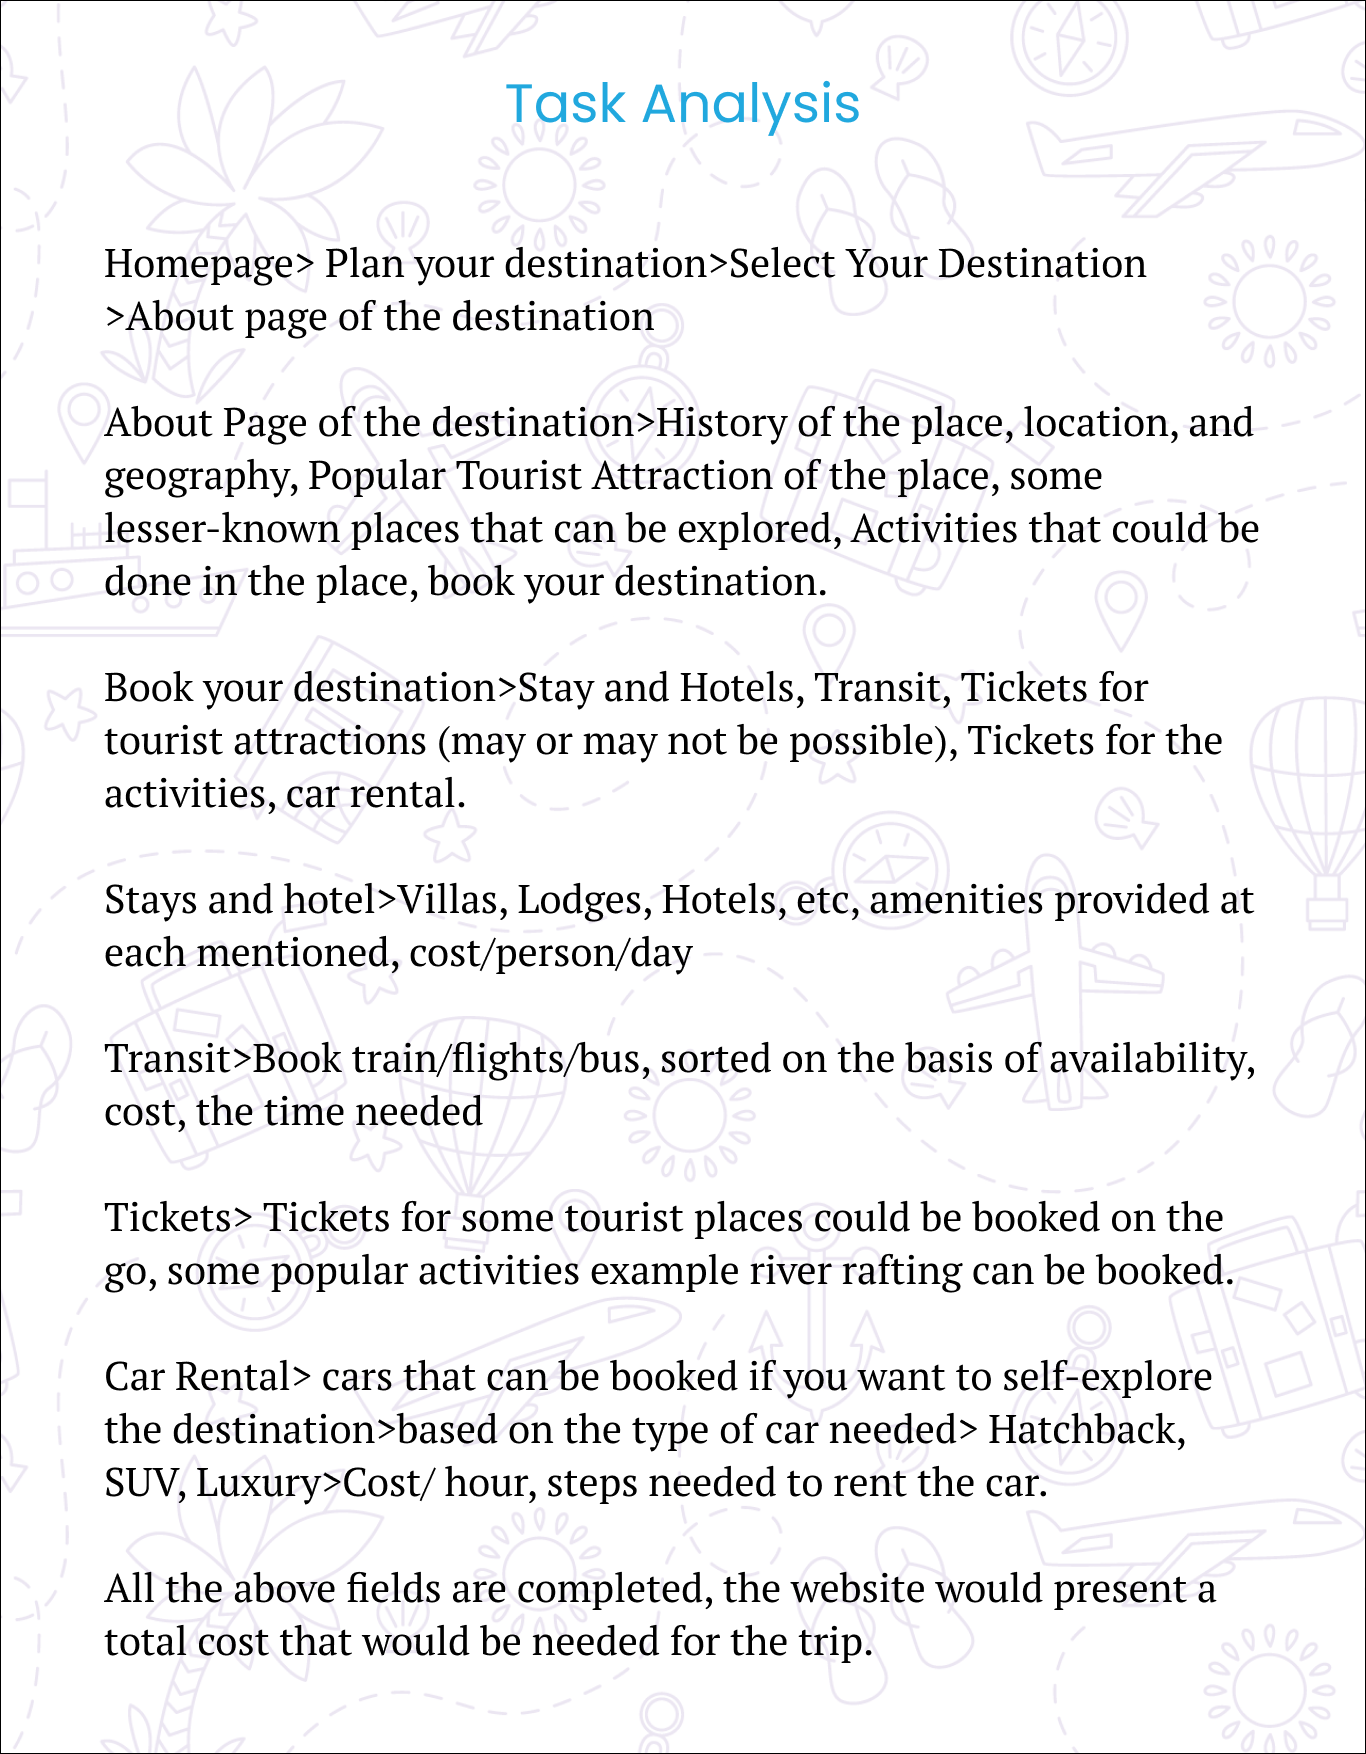 Task Analysis
Homepage> Plan your destination>Select Your Destination
>About page of the destination
About Page of the destination>History of the place, location, and
geography, Popular Tourist Attraction of the place, some
lesser-known places that can be explored, Activities that could be
done in the place, book your destination.
Book your destination>Stay and Hotels, Transit, Tickets for
tourist attractions (may or may not be possible), Tickets for the
activities, car rental.
Stays and hotel>Villas, Lodges, Hotels, etc, amenities provided at
each mentioned, cost/person/day
Transit>Book train/flights/bus, sorted on the basis of availability,
cost, the time needed
Tickets> Tickets for some tourist places could be booked on the
go, some popular activities example river rafting can be booked.
Car Rental> cars that can be booked if you want to self-explore
the destination>based on the type of car needed> Hatchback,
SUV, Luxury>Cost/ hour, steps needed to rent the car.
All the above fields are completed, the website would present a
total cost that would be needed for the trip.